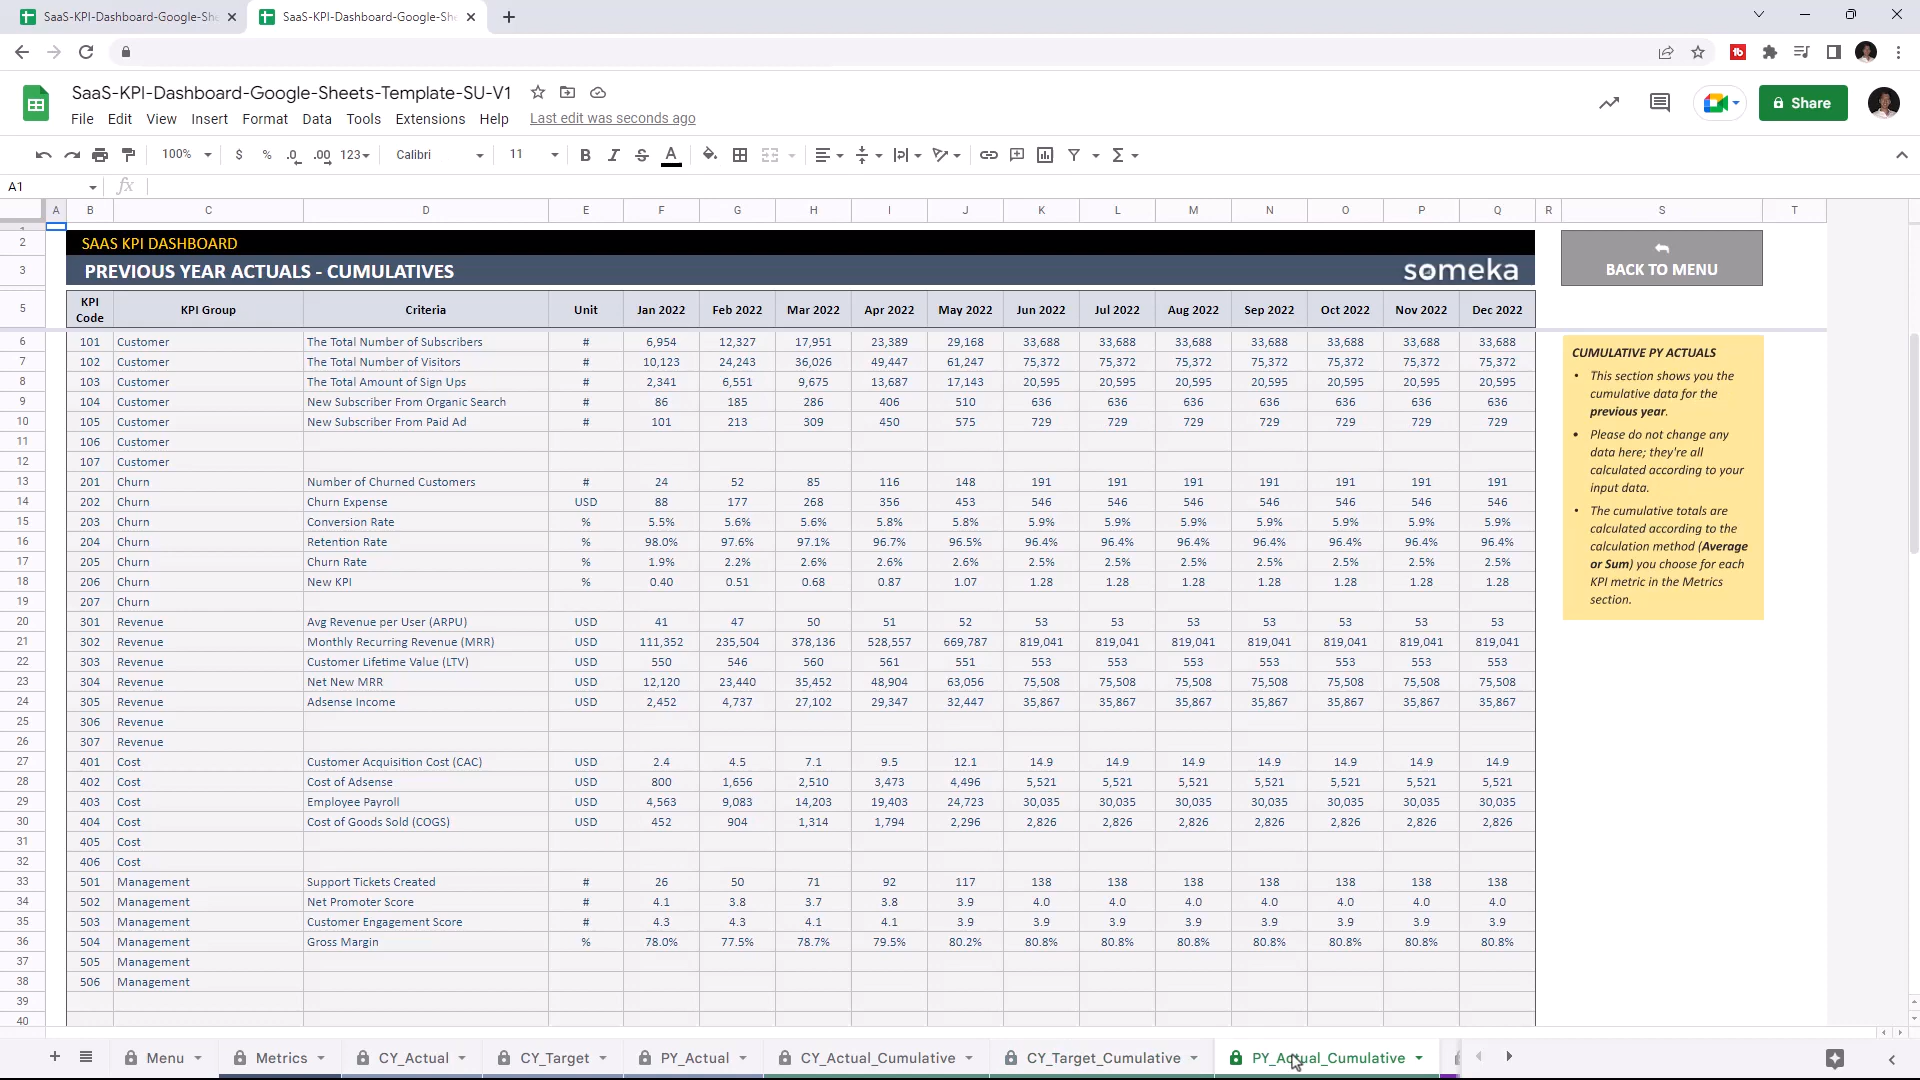 SaaS-KPI-Dashboard-Google-She
SaaS-KPI-Dashboard-Google-Sh
SaaS-KPI-Dashboard-Google-Sheets-Template-SU-V1
File Edit View Insert Format Data Tools Extensions Help Last edit was seconds ago
Share
100% $ % .0 .00 123 Calibri 11 B I S A
A1 fx
A B C D E F G H I J K L M N O P Q R S T
2 SAAS KPI DASHBOARD
3 PREVIOUS YEAR ACTUALS - CUMULATIVES someka
BACK TO MENU
5 KPI Code KPI Group Criteria Unit Jan 2022 Feb 2022 Mar 2022 Apr 2022 May 2022 Jun 2022 Jul 2022 Aug 2022 Sep 2022 Oct 2022 Nov 2022 Dec 2022
6 101 Customer The Total Number of Subscribers # 6,954 12,327 17,951 23,389 29,168 33,688 33,688 33,688 33,688 33,688 33,688 33,688
7 102 Customer The Total Number of Visitors # 10,123 24,243 36,026 49,447 61,247 75,372 75,372 75,372 75,372 75,372 75,372 75,372
8 103 Customer The Total Amount of Sign Ups # 2,341 6,551 9,675 13,687 17,143 20,595 20,595 20,595 20,595 20,595 20,595 20,595
9 104 Customer New Subscriber From Organic Search # 86 185 286 406 510 636 636 636 636 636 636 636
10 105 Customer New Subscriber From Paid Ad # 101 213 309 450 575 729 729 729 729 729 729 729
11 106 Customer
12 107 Customer
13 201 Churn Number of Churned Customers # 24 52 85 116 148 191 191 191 191 191 191 191
14 202 Churn Churn Expense USD 88 177 268 356 453 546 546 546 546 546 546 546
15 203 Churn Conversion Rate % 5.5% 5.6% 5.6% 5.8% 5.8% 5.9% 5.9% 5.9% 5.9% 5.9% 5.9% 5.9%
16 204 Churn Retention Rate % 98.0% 97.6% 97.1% 96.7% 96.5% 96.4% 96.4% 96.4% 96.4% 96.4% 96.4% 96.4%
17 205 Churn Churn Rate % 1.9% 2.2% 2.6% 2.6% 2.6% 2.5% 2.5% 2.5% 2.5% 2.5% 2.5% 2.5%
18 206 Churn New KPI % 0.40 0.51 0.68 0.87 1.07 1.28 1.28 1.28 1.28 1.28 1.28 1.28
19 207 Churn
20 301 Revenue Avg Revenue per User (ARPU) USD 41 47 50 51 52 53 53 53 53 53 53 53
21 302 Revenue Monthly Recurring Revenue (MRR) USD 111,352 235,504 378,136 528,557 669,787 819,041 819,041 819,041 819,041 819,041 819,041 819,041
22 303 Revenue Customer Lifetime Value (LTV) USD 550 546 560 561 551 553 553 553 553 553 553 553
23 304 Revenue Net New MRR USD 12,120 23,440 35,452 48,904 63,056 75,508 75,508 75,508 75,508 75,508 75,508 75,508
24 305 Revenue Adsense Income USD 2,452 4,737 27,102 29,347 32,447 35,867 35,867 35,867 35,867 35,867 35,867 35,867
25 306 Revenue
26 307 Revenue
27 401 Cost Customer Acquisition Cost (CAC) USD 2.4 4.5 7.1 9.5 12.1 14.9 14.9 14.9 14.9 14.9 14.9 14.9
28 402 Cost Cost of Adsense USD 800 1,656 2,510 3,473 4,496 5,521 5,521 5,521 5,521 5,521 5,521 5,521
29 403 Cost Employee Payroll USD 4,563 9,083 14,203 19,403 24,723 30,035 30,035 30,035 30,035 30,035 30,035 30,035
30 404 Cost Cost of Goods Sold (COGS) USD 452 904 1,314 1,794 2,296 2,826 2,826 2,826 2,826 2,826 2,826 2,826
31 405 Cost
32 406 Cost
33 501 Management Support Tickets Created # 26 50 71 92 117 138 138 138 138 138 138 138
34 502 Management Net Promoter Score # 4.1 3.8 3.7 3.8 3.9 4.0 4.0 4.0 4.0 4.0 4.0 4.0
35 503 Management Customer Engagement Score # 4.3 4.3 4.1 4.1 3.9 3.9 3.9 3.9 3.9 3.9 3.9 3.9
36 504 Management Gross Margin % 78.0% 77.5% 78.7% 79.5% 80.2% 80.8% 80.8% 80.8% 80.8% 80.8% 80.8% 80.8%
37 505 Management
38 506 Management
39
40
CUMULATIVE PY ACTUALS
• This section shows you the
cumulative data for the
previous year.
• Please do not change any
data here; they're all
calculated according to your
input data.
• The cumulative totals are
calculated according to the
calculation method (Average
or Sum) you choose for each
KPI metric in the Metrics
section.
Menu Metrics CY_Actual CY_Target PY_Actual CY_Actual_Cumulative CY_Target_Cumulative PY_Actual_Cumulative